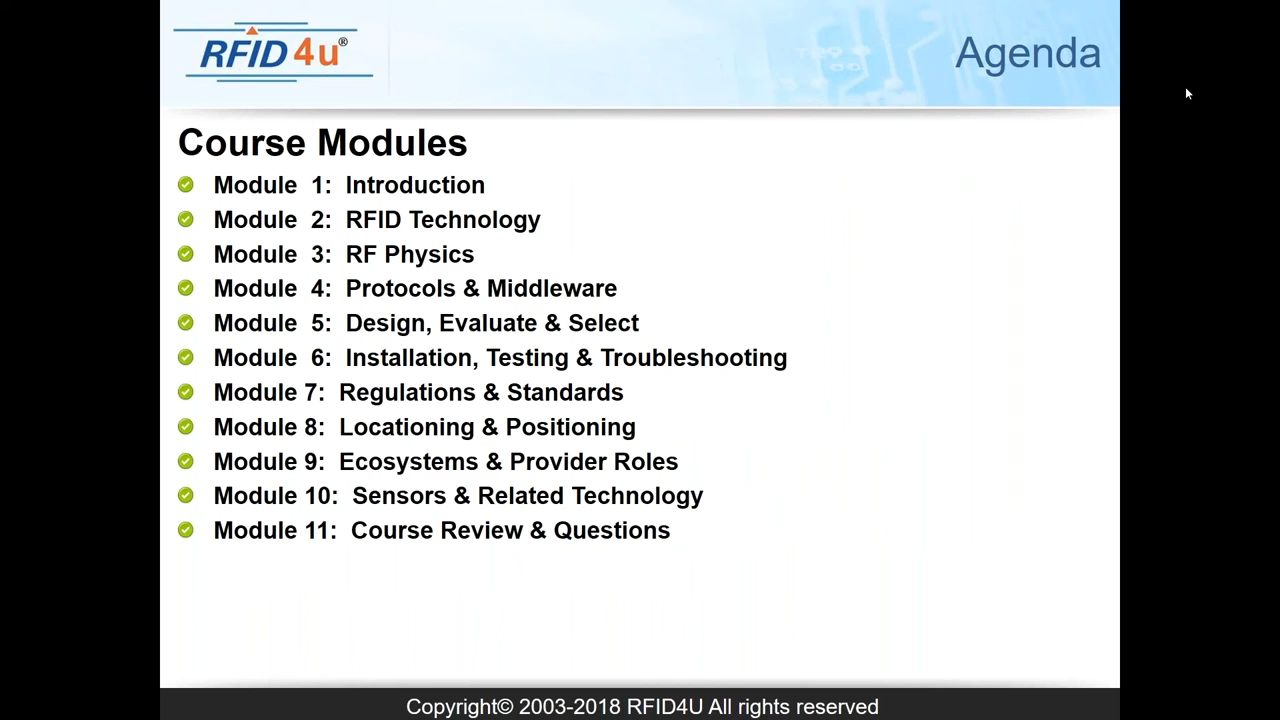 RFID4u®
Agenda
Course Modules
Module 1: Introduction
Module 2: RFID Technology
Module 3: RF Physics
Module 4: Protocols & Middleware
Module 5: Design, Evaluate & Select
Module 6: Installation, Testing & Troubleshooting
Module 7: Regulations & Standards
Module 8: Locationing & Positioning
Module 9: Ecosystems & Provider Roles
Module 10: Sensors & Related Technology
Module 11: Course Review & Questions
Copyright© 2003-2018 RFID4U All rights reserved